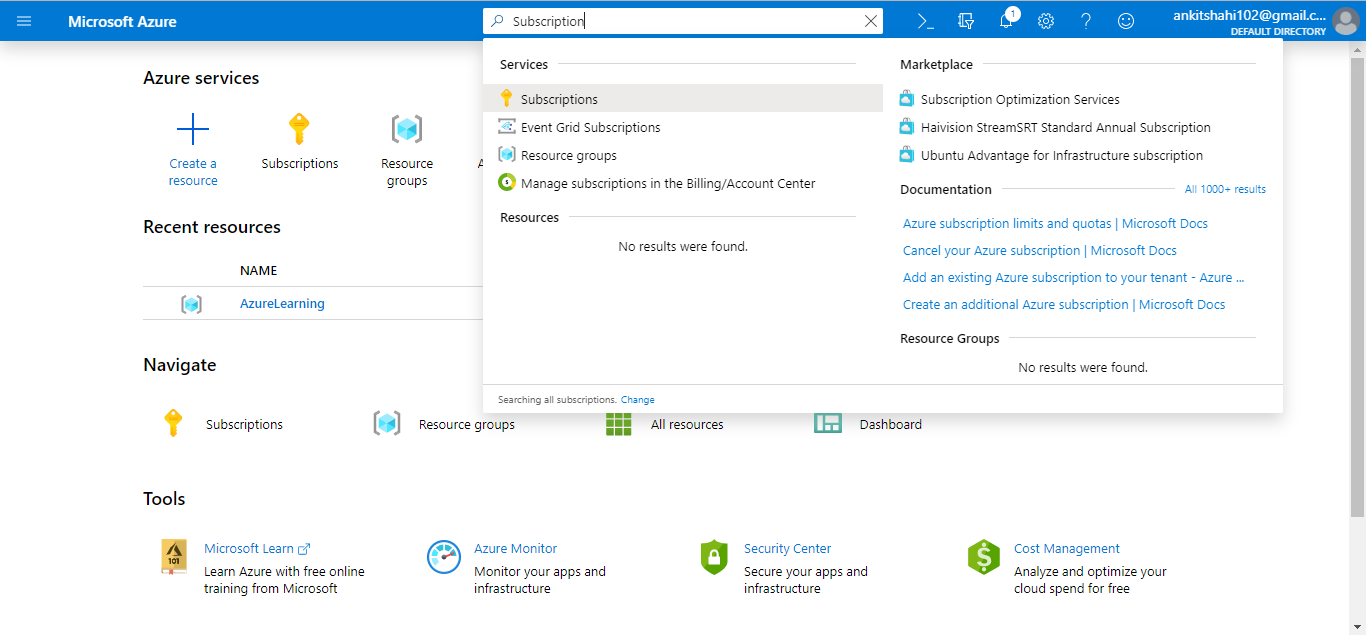 Microsoft Azure
Subscription
1
ankitshahi102@gmail.c...
DEFAULT DIRECTORY
Azure services
Create a
resource
Subscriptions
Resource
groups
A
Recent resources
NAME
AzureLearning
Services
Subscriptions
Event Grid Subscriptions
Resource groups
Manage subscriptions in the Billing/Account Center
Resources
No results were found.
Marketplace
Subscription Optimization Services
Haivision StreamSRT Standard Annual Subscription
Ubuntu Advantage for Infrastructure subscription
Documentation
All 1000+ results
Azure subscription limits and quotas | Microsoft Docs
Cancel your Azure subscription | Microsoft Docs
Add an existing Azure subscription to your tenant - Azure ...
Create an additional Azure subscription | Microsoft Docs
Resource Groups
No results were found.
Searching all subscriptions. Change
Navigate
Subscriptions
Resource groups
All resources
Dashboard
Tools
101
Microsoft Learn
Learn Azure with free online
training from Microsoft
Azure Monitor
Monitor your apps and
infrastructure
Security Center
Secure your apps and
infrastructure
Cost Management
Analyze and optimize your
cloud spend for free